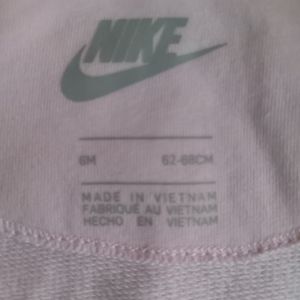 NIKE
6M 62-68CM
MADE IN VIETNAM
FABRIQUÉ AU VIETNAM
HECHO EN VIETNAM